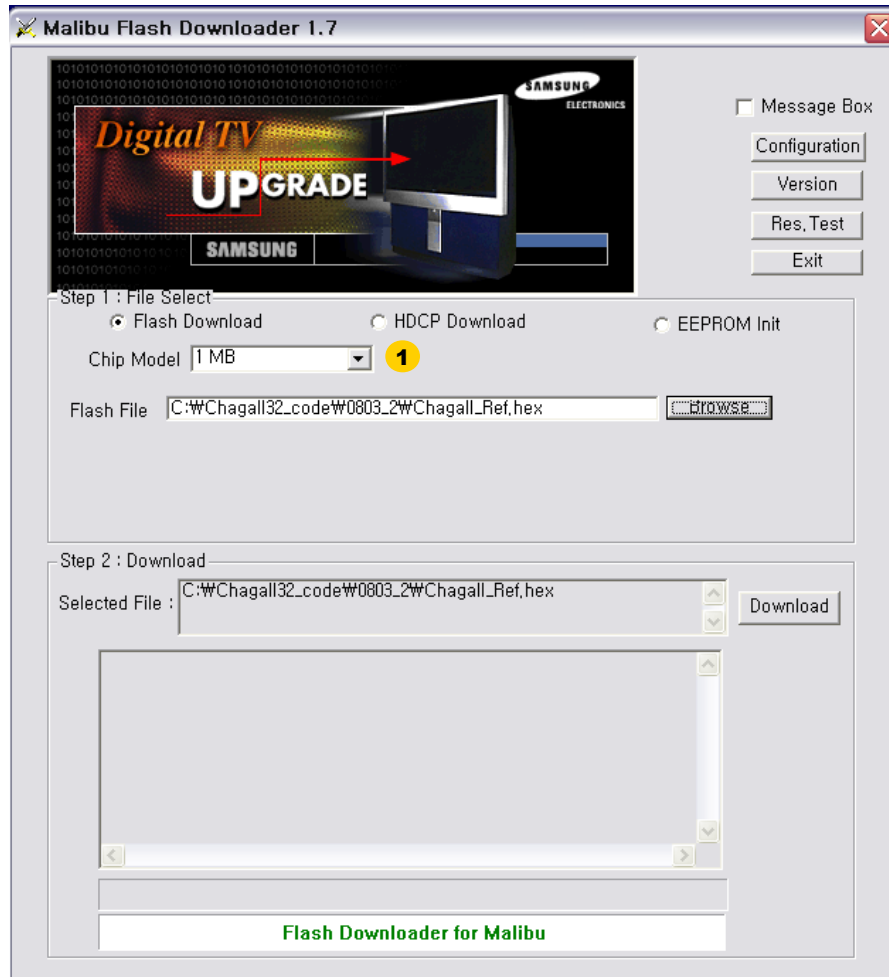 Malibu Flash Downloader 1.7
SAMSUNG
ELECTRONICS
Digital TV
UPGRADE
SAMSUNG
Message Box
Configuration
Version
Res, Test
Exit
Step 1 : File Select
Flash Download
HDCP Download
EEPROM Init
Chip Model
1 MB
1
Flash File
C:₩Chagall32_code₩0803_2₩Chagall_Ref,hex
Browse
Step 2 : Download
Selected File :
C:₩Chagall32_code₩0803_2₩Chagall_Ref,hex
Download
Flash Downloader for Malibu